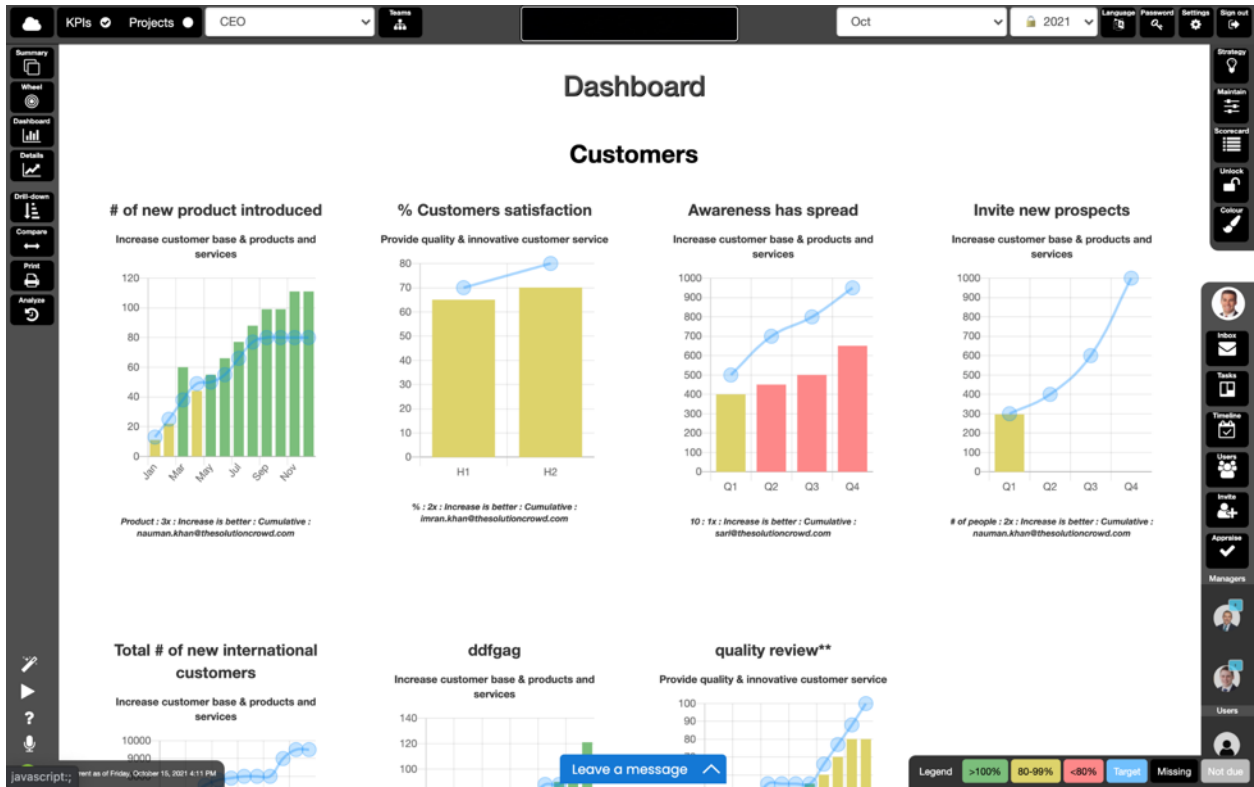 KPIs Projects CEO Teams Oct 2021 Language Password Settings Sign out
Summary
Wheel
Dashboard
Details
Drill-down
Compare
Print
Analyze
Dashboard
Customers
# of new product introduced
Increase customer base & products and
services
120
100
80
60
40
20
0
Jan Mar May Jul Sep Nov
Product : 3x : Increase is better : Cumulative :
nauman.khan@thesolutioncrowd.com
% Customers satisfaction
Provide quality & innovative customer service
80
70
60
50
40
30
20
10
0
H1 H2
% : 2x : Increase is better : Cumulative :
imran.khan@thesolutioncrowd.com
Awareness has spread
Increase customer base & products and
services
1000
900
800
700
600
500
400
300
200
100
0
Q1 Q2 Q3 Q4
10 : 1x : Increase is better : Cumulative :
sarl@thesolutioncrowd.com
Invite new prospects
Increase customer base & products and
services
1000
900
800
700
600
500
400
300
200
100
0
Q1 Q2 Q3 Q4
# of people : 2x : Increase is better : Cumulative :
nauman.khan@thesolutioncrowd.com
Total # of new international
customers
Increase customer base & products and
services
10000
9000
ddfgag
Increase customer base & products and
services
140
120
100
quality review**
Provide quality & innovative customer service
100
90
80
Strategy
Maintain
Scorecard
Unlock
Colour
Inbox
Tasks
Timeline
Users
Invite
Appraise
Managers
Users
?
javascript:;
as of Friday, October 15, 2021 4:11 PM
Leave a message
Legend >100% 80-99% <80% Target Missing Not due